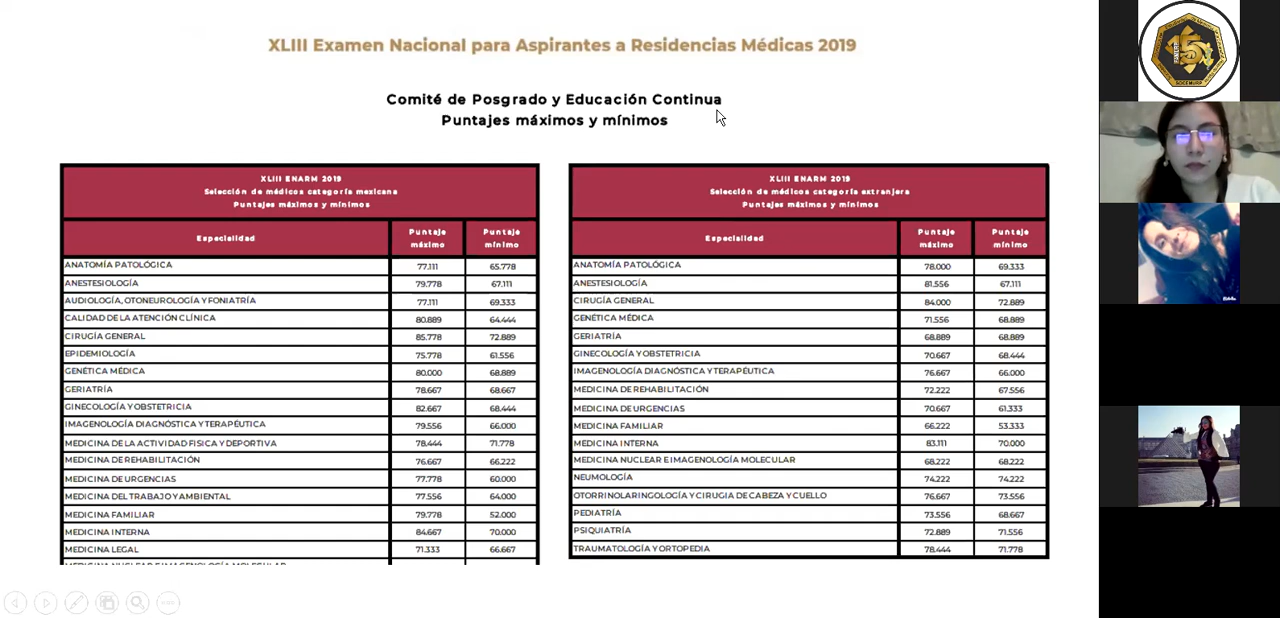 XLIII Examen Nacional para Aspirantes a Residencias Médicas 2019
Comité de Posgrado y Educación Continua
Puntajes máximos y mínimos
XLIII ENARM 2019
Selección de médicos categoría mexicana
Puntajes máximos y mínimos
Especialidad Puntaje máximo Puntaje mínimo
ANATOMÍA PATOLÓGICA 77.111 65.778
ANESTESIOLOGÍA 79.778 67.111
AUDIOLOGÍA, OTONEUROLOGÍA Y FONIATRÍA 77.111 69.333
CALIDAD DE LA ATENCIÓN CLÍNICA 80.889 64.444
CIRUGÍA GENERAL 85.778 72.889
EPIDEMIOLOGÍA 75.778 61.556
GENÉTICA MÉDICA 80.000 68.889
GERIATRÍA 78.667 68.667
GINECOLOGÍA Y OBSTETRICIA 82.667 68.444
IMAGENOLOGÍA DIAGNÓSTICA Y TERAPÉUTICA 79.556 66.000
MEDICINA DE LA ACTIVIDAD FISICA Y DEPORTIVA 78.444 71.778
MEDICINA DE REHABILITACIÓN 76.667 66.222
MEDICINA DE URGENCIAS 77.778 60.000
MEDICINA DEL TRABAJO Y AMBIENTAL 77.556 64.000
MEDICINA FAMILIAR 79.778 52.000
MEDICINA INTERNA 84.667 70.000
MEDICINA LEGAL 71.333 66.667
MEDICINA NUCLEAR E IMAGENOLOGÍA MOLECULAR
XLIII ENARM 2019
Selección de médicos categoría extranjera
Puntajes máximos y mínimos
Especialidad Puntaje máximo Puntaje mínimo
ANATOMÍA PATOLÓGICA 78.000 69.333
ANESTESIOLOGÍA 81.556 67.111
CIRUGÍA GENERAL 84.000 72.889
GENÉTICA MÉDICA 71.556 68.889
GERIATRÍA 68.889 68.889
GINECOLOGÍA Y OBSTETRICIA 70.667 68.444
IMAGENOLOGÍA DIAGNÓSTICA Y TERAPÉUTICA 76.667 66.000
MEDICINA DE REHABILITACIÓN 72.222 67.556
MEDICINA DE URGENCIAS 70.667 61.333
MEDICINA FAMILIAR 66.222 53.333
MEDICINA INTERNA 83.111 70.000
MEDICINA NUCLEAR E IMAGENOLOGÍA MOLECULAR 68.222 68.222
NEUMOLOGÍA 74.222 74.222
OTORRINOLARINGOLOGÍA Y CIRUGIA DE CABEZA Y CUELLO 76.667 73.556
PEDIATRÍA 73.556 68.667
PSIQUIATRÍA 72.889 71.556
TRAUMATOLOGÍA Y ORTOPEDIA 78.444 71.778
15